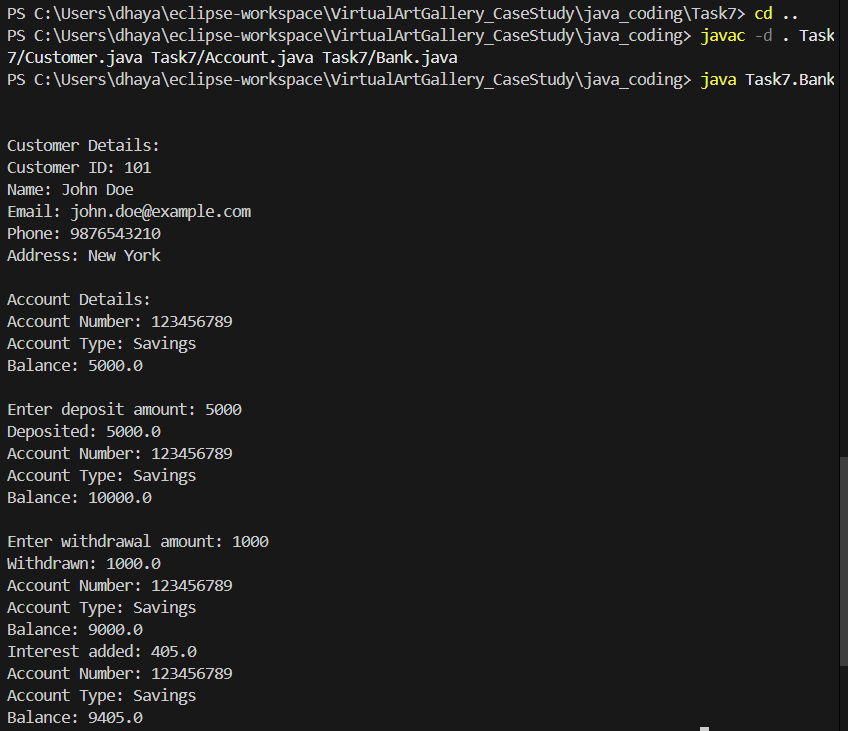 PS C:\Users\dhaya\eclipse-workspace\VirtualArtGallery_CaseStudy\java_coding\Task7> cd ..
PS C:\Users\dhaya\eclipse-workspace\VirtualArtGallery_CaseStudy\java_coding> javac -d . Task
7/Customer.java Task7/Account.java Task7/Bank.java
PS C:\Users\dhaya\eclipse-workspace\VirtualArtGallery_CaseStudy\java_coding> java Task7.Bank
Customer Details:
Customer ID: 101
Name: John Doe
Email: john.doe@example.com
Phone: 9876543210
Address: New York
Account Details:
Account Number: 123456789
Account Type: Savings
Balance: 5000.0
Enter deposit amount: 5000
Deposited: 5000.0
Account Number: 123456789
Account Type: Savings
Balance: 10000.0
Enter withdrawal amount: 1000
Withdrawn: 1000.0
Account Number: 123456789
Account Type: Savings
Balance: 9000.0
Interest added: 405.0
Account Number: 123456789
Account Type: Savings
Balance: 9405.0